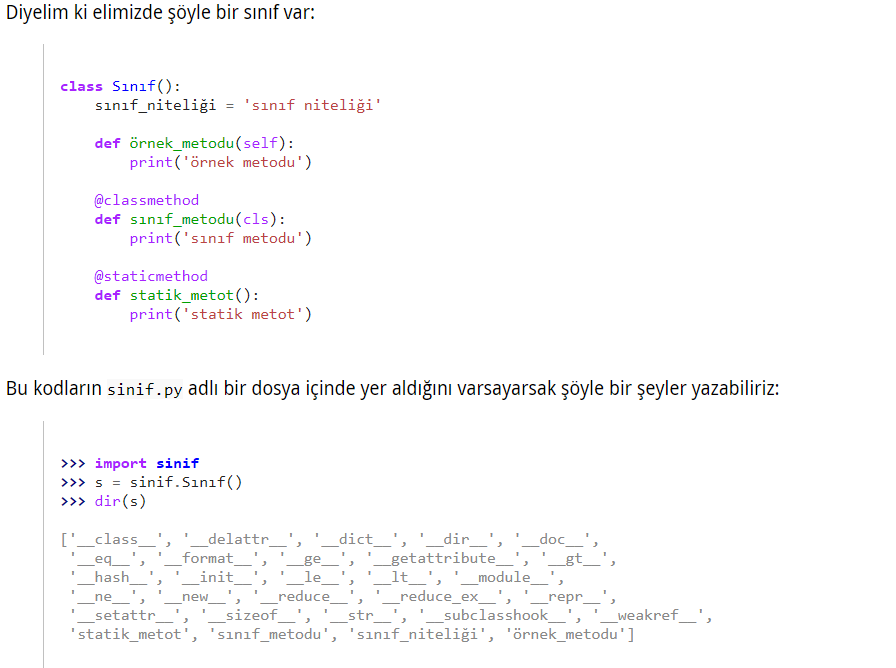 Diyelim ki elimizde şöyle bir sınıf var:
class Sınıf():
    sınıf_niteliği = 'sınıf niteliği'
    def örnek_metodu(self):
        print('örnek metodu')
    @classmethod
    def sınıf_metodu(cls):
        print('sınıf metodu')
    @staticmethod
    def statik_metot():
        print('statik metot')
Bu kodların sinif.py adlı bir dosya içinde yer aldığını varsayarsak şöyle bir şeyler yazabiliriz:
>>> import sinif
>>> s = sinif.Sınıf()
>>> dir(s)
['__class__', '__delattr__', '__dict__', '__dir__', '__doc__',
 '__eq__', '__format__', '__ge__', '__getattribute__', '__gt__',
 '__hash__', '__init__', '__le__', '__lt__', '__module__',
 '__ne__', '__new__', '__reduce__', '__reduce_ex__', '__repr__',
 '__setattr__', '__sizeof__', '__str__', '__subclasshook__', '__weakref__',
 'statik_metot', 'sınıf_metodu', 'sınıf_niteliği', 'örnek_metodu']